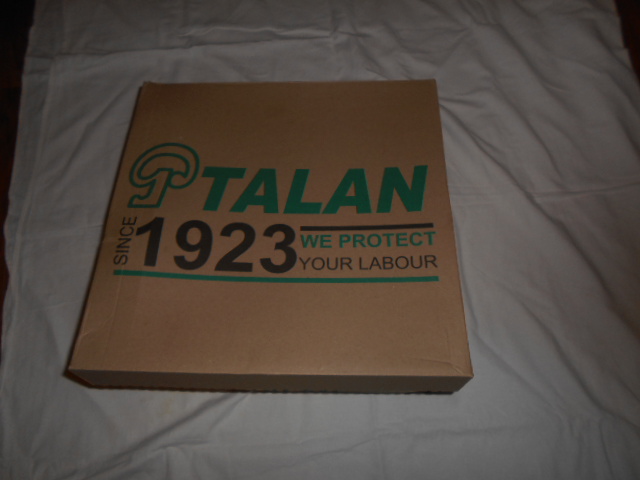 TALAN
SINCE 1923
WE PROTECT
YOUR LABOUR